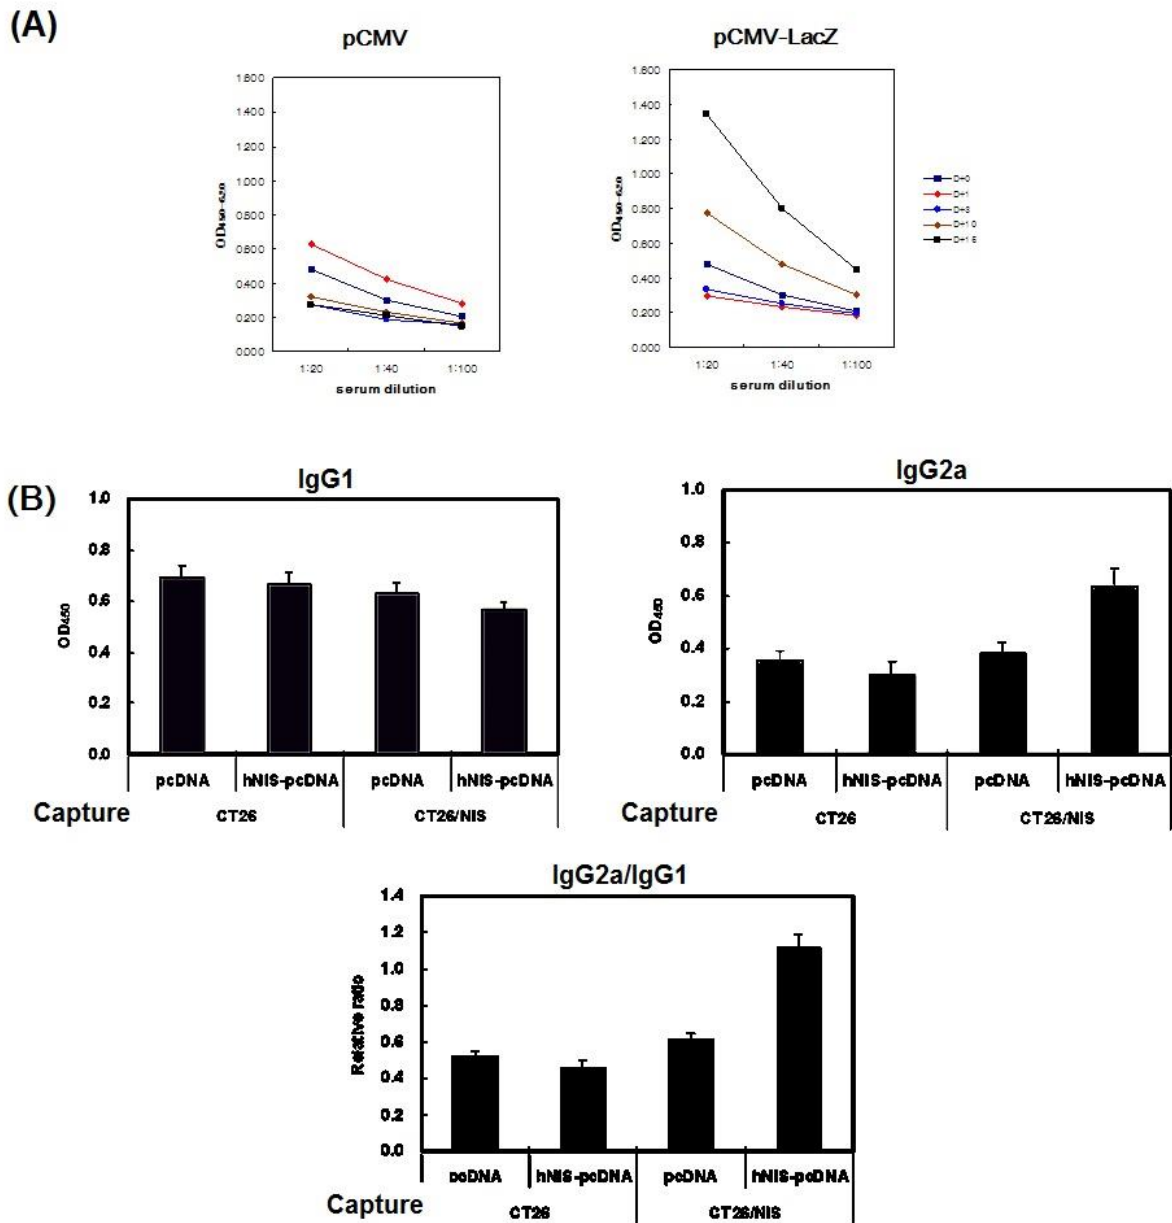 (A)
pCMV
pCMV-LacZ
1.600
1.400
1.200
1.000
0.800
0.600
0.400
0.200
0.000
OD450-620
1:20 1:40 1:100
serum dilution
1.600
1.400
1.200
1.000
0.800
0.600
0.400
0.200
0.000
OD450-620
1:20 1:40 1:100
serum dilution
D+0
D+1
D+3
D+10
(B)
IgG1
1.0
0.8
0.6
0.4
0.2
0.0
OD450
pcDNA hNIS-pcDNA pcDNA hNIS-pcDNA
Capture CT26 CT26/NIS
IgG2a
1.0
0.8
0.6
0.4
0.2
0.0
OD450
pcDNA hNIS-pcDNA pcDNA hNIS-pcDNA
Capture CT26 CT26/NIS
IgG2a/IgG1
1.4
1.2
1.0
0.8
0.6
0.4
0.2
0.0
Relative ratio
pcDNA hNIS-pcDNA pcDNA hNIS-pcDNA
Capture CT26 CT26/NIS